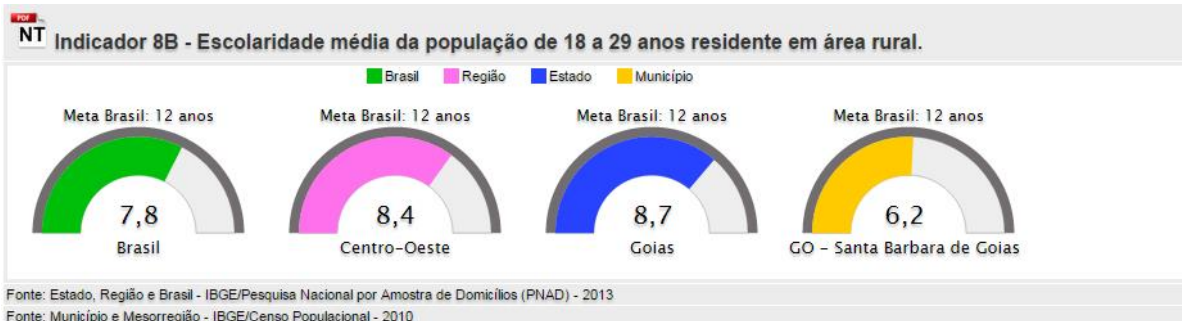 PDF
NT Indicador 8B - Escolaridade média da população de 18 a 29 anos residente em área rural.
Brasil Região Estado Município
Meta Brasil: 12 anos Meta Brasil: 12 anos Meta Brasil: 12 anos Meta Brasil: 12 anos
7,8 8,4 8,7 6,2
Brasil Centro-Oeste Goias GO - Santa Barbara de Goias
Fonte: Estado, Região e Brasil - IBGE/Pesquisa Nacional por Amostra de Domicílios (PNAD) - 2013
Fonte: Município e Mesorregião - IBGE/Censo Populacional - 2010